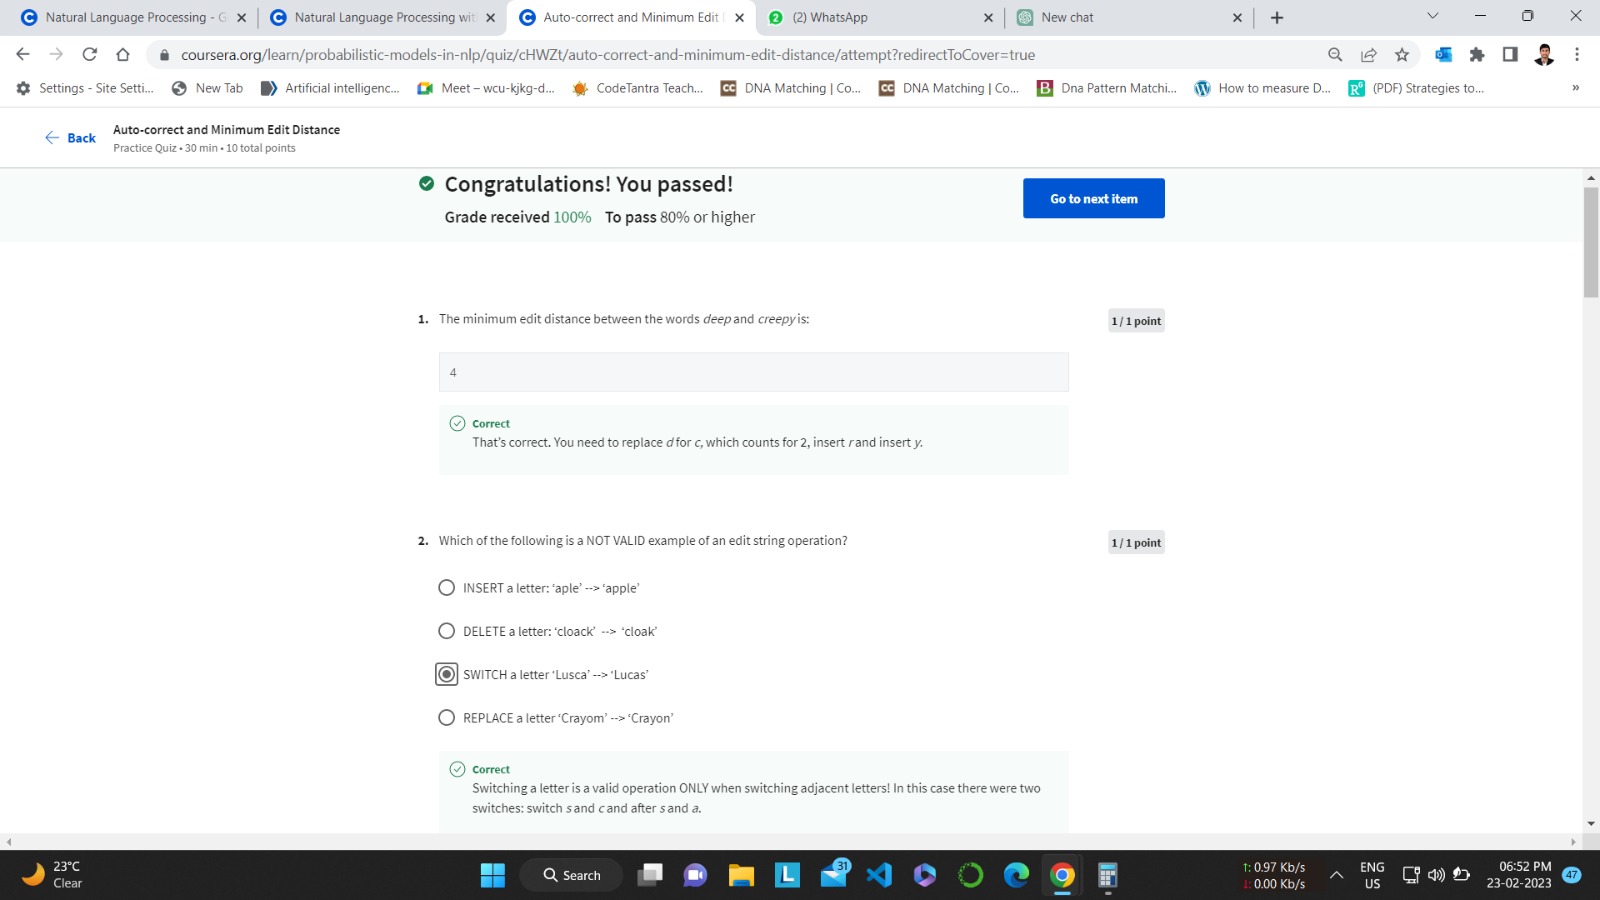 Natural Language Processing - G
Natural Language Processing wit
Auto-correct and Minimum Edit
(2) WhatsApp
New chat
coursera.org/learn/probabilistic-models-in-nlp/quiz/cHWZt/auto-correct-and-minimum-edit-distance/attempt?redirectToCover=true
Settings - Site Setti...
New Tab
Artificial intelligenc...
Meet – wcu-kjkg-d...
CodeTantra Teach...
CC
DNA Matching | Co...
CC
DNA Matching | Co...
B
Dna Pattern Matchi...
How to measure D...
(PDF) Strategies to...
»
Back
Auto-correct and Minimum Edit Distance
Practice Quiz • 30 min • 10 total points
Congratulations! You passed!
Grade received 100% To pass 80% or higher
Go to next item
1. The minimum edit distance between the words deep and creepy is:
1 / 1 point
4
Correct
That's correct. You need to replace d for c, which counts for 2, insert r and insert y.
2. Which of the following is a NOT VALID example of an edit string operation?
1 / 1 point
INSERT a letter: ‘aple’ --> ‘apple’
DELETE a letter: ‘cloack’ --> ‘cloak’
SWITCH a letter ‘Lusca’ --> ‘Lucas’
REPLACE a letter ‘Crayom’ --> ‘Crayon’
Correct
Switching a letter is a valid operation ONLY when switching adjacent letters! In this case there were two
switches: switch s and c and after s and a.
23°C
Clear
Search
31
↑: 0.97 Kb/s
↓: 0.00 Kb/s
ENG
US
06:52 PM
23-02-2023
47